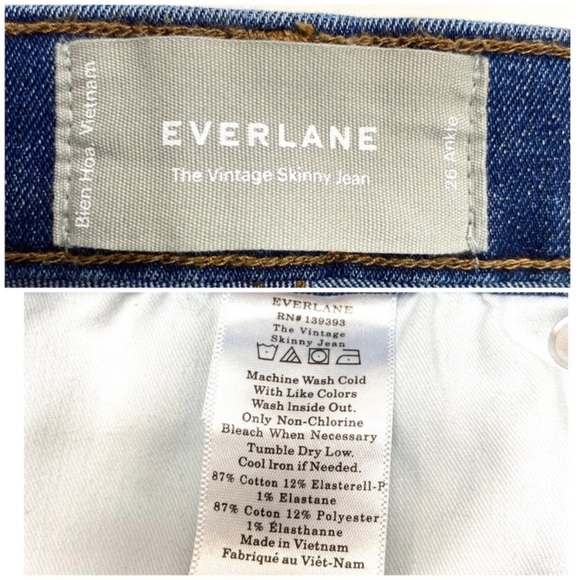 Bien Hoa, Vietnam
EVERLANE
The Vintage Skinny Jean
26 Ankle
EVERLANE
RN# 139393
The Vintage
Skinny Jean
Machine Wash Cold
With Like Colors
Wash Inside Out.
Only Non-Chlorine
Bleach When Necessary
Tumble Dry Low.
Cool Iron if Needed.
87% Cotton 12% Elasterell-P
1% Elastane
87% Coton 12% Polyester
1% Élasthanne
Made in Vietnam
Fabriqué au Viêt-Nam